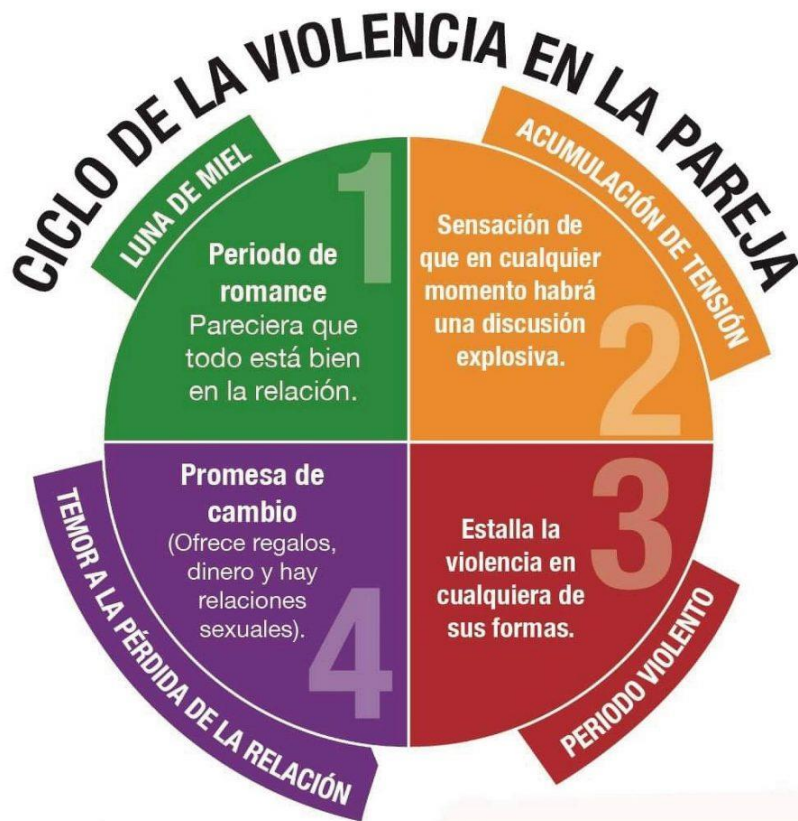 CICLO DE LA VIOLENCIA EN LA PAREJA
LUNA DE MIEL
1
Periodo de
romance
Pareciera que
todo está bien
en la relación.
ACUMULACIÓN DE TENSIÓN
Sensación de
que en cualquier
momento habrá
una discusión
explosiva.
2
3
Estalla la
violencia en
cualquiera de
sus formas.
PERIODO VIOLENTO
Promesa de
cambio
(Ofrece regalos,
dinero y hay
relaciones
sexuales).
4
TEMOR A LA PÉRDIDA DE LA RELACIÓN